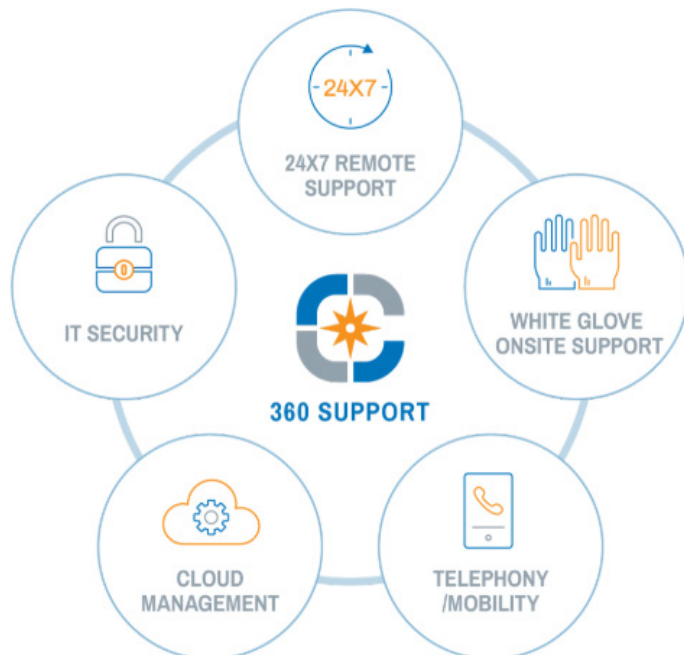 24X7
24X7 REMOTE
SUPPORT
IT SECURITY
WHITE GLOVE
ONSITE SUPPORT
360 SUPPORT
CLOUD
MANAGEMENT
TELEPHONY
/MOBILITY